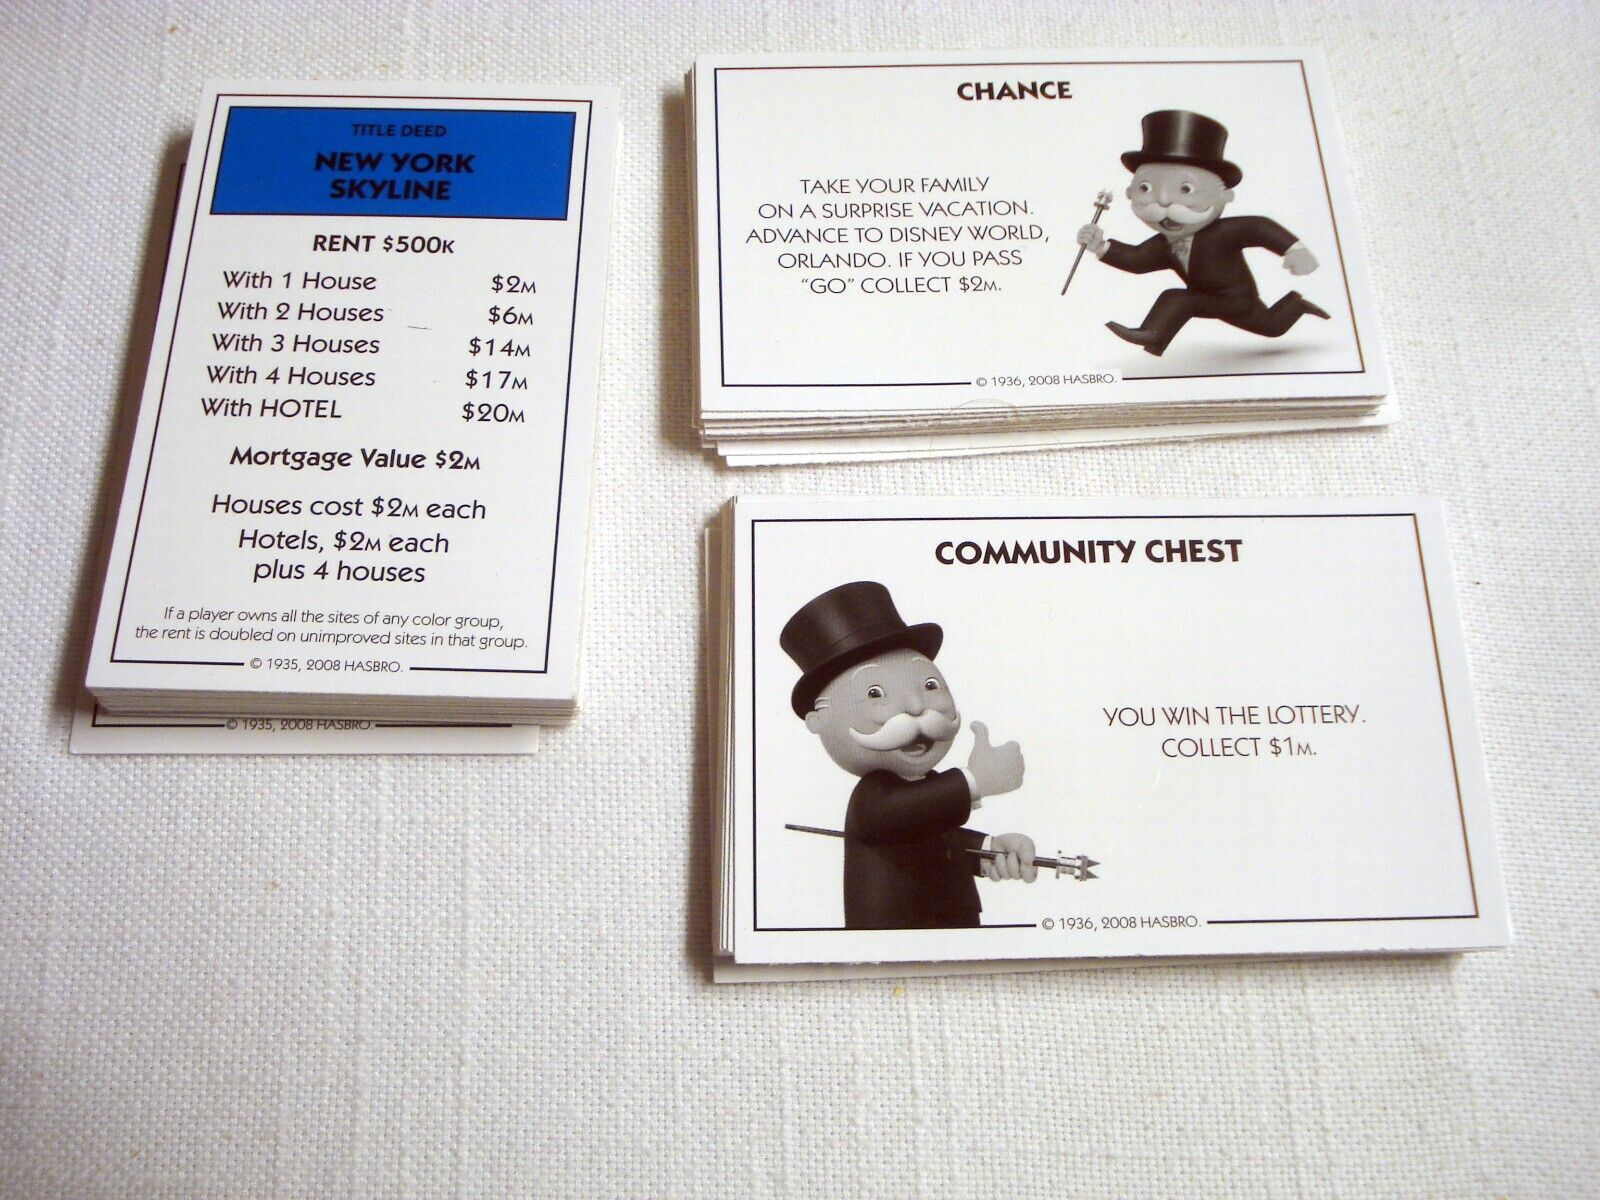 TITLE DEED
NEW YORK
SKYLINE
RENT $500K
With 1 House $2M
With 2 Houses $6M
With 3 Houses $14M
With 4 Houses $17M
With HOTEL $20M
Mortgage Value $2M
Houses cost $2M each
Hotels, $2M each
plus 4 houses
If a player owns all the sites of any color group,
the rent is doubled on unimproved sites in that group.
© 1935, 2008 HASBRO.
© 1935, 2008 HASBRO.
CHANCE
TAKE YOUR FAMILY
ON A SURPRISE VACATION.
ADVANCE TO DISNEY WORLD,
ORLANDO. IF YOU PASS
“GO” COLLECT $2M.
© 1936, 2008 HASBRO.
COMMUNITY CHEST
YOU WIN THE LOTTERY.
COLLECT $1M.
© 1936, 2008 HASBRO.